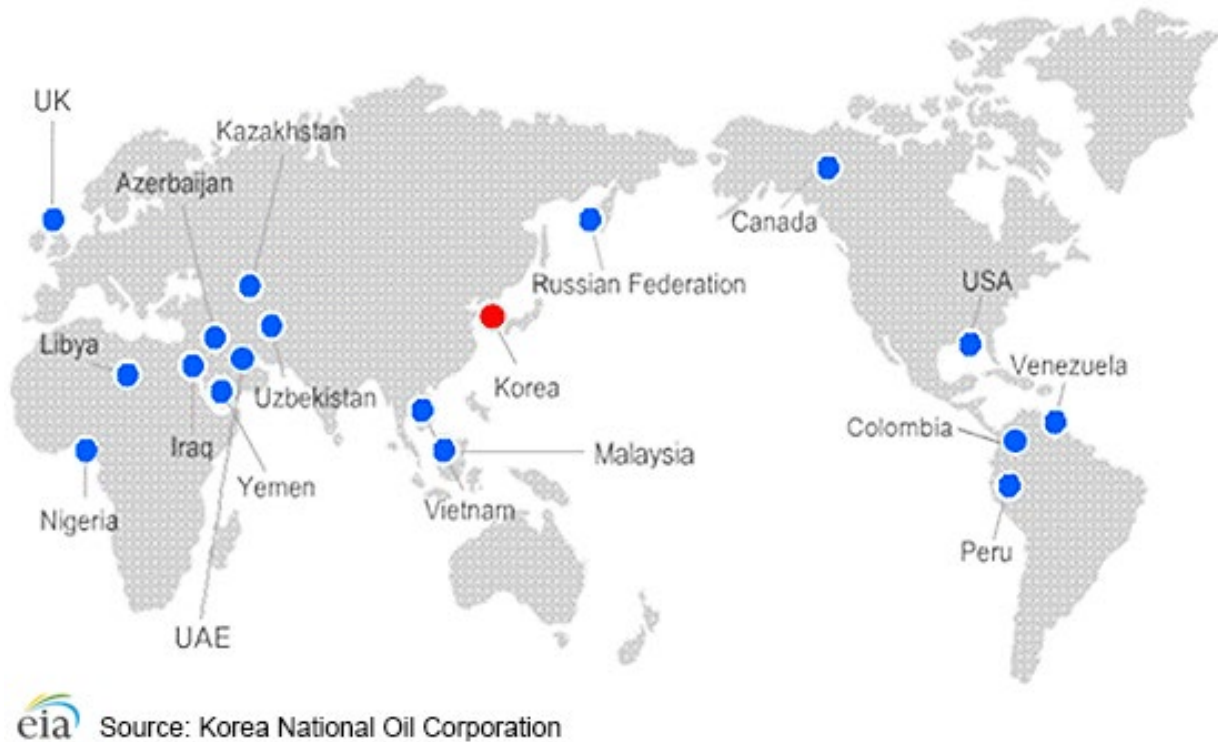 UK
Kazakhstan
Azerbaijan
Canada
Russian Federation
USA
Libya
Venezuela
Korea
Uzbekistan
Colombia
Iraq
Malaysia
Yemen
Vietnam
Nigeria
Peru
UAE
eia Source: Korea National Oil Corporation